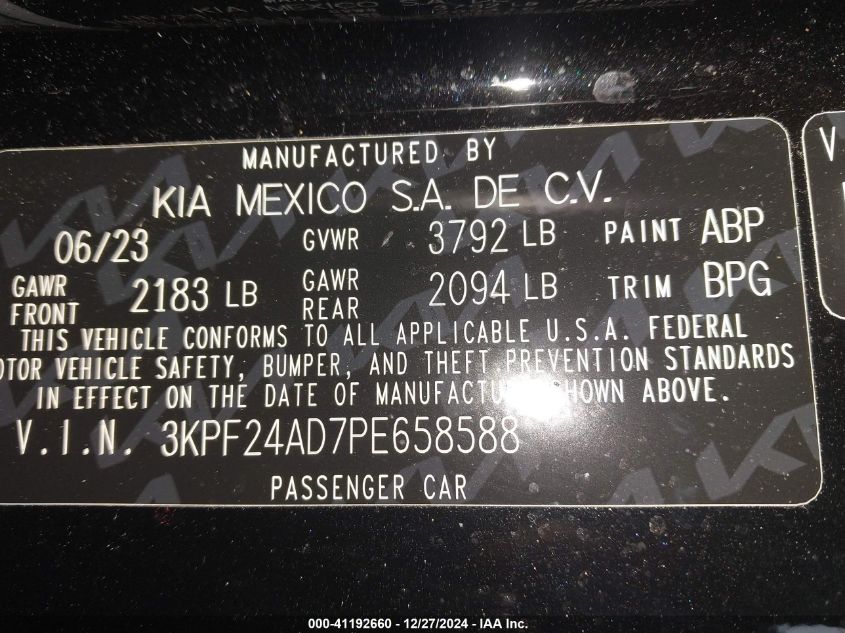 MANUFACTURED BY
KIA MEXICO S.A. DE C.V.
06/23 GVWR 3792 LB PAINT ABP
GAWR FRONT 2183 LB GAWR REAR 2094 LB TRIM BPG
THIS VEHICLE CONFORMS TO ALL APPLICABLE U.S.A. FEDERAL
OTOR VEHICLE SAFETY, BUMPER, AND THEFT PREVENTION STANDARDS
IN EFFECT ON THE DATE OF MANUFACTURE SHOWN ABOVE.
V.I.N. 3KPF24AD7PE658588
PASSENGER CAR
V
000-41192660 - 12/27/2024 - IAA Inc.